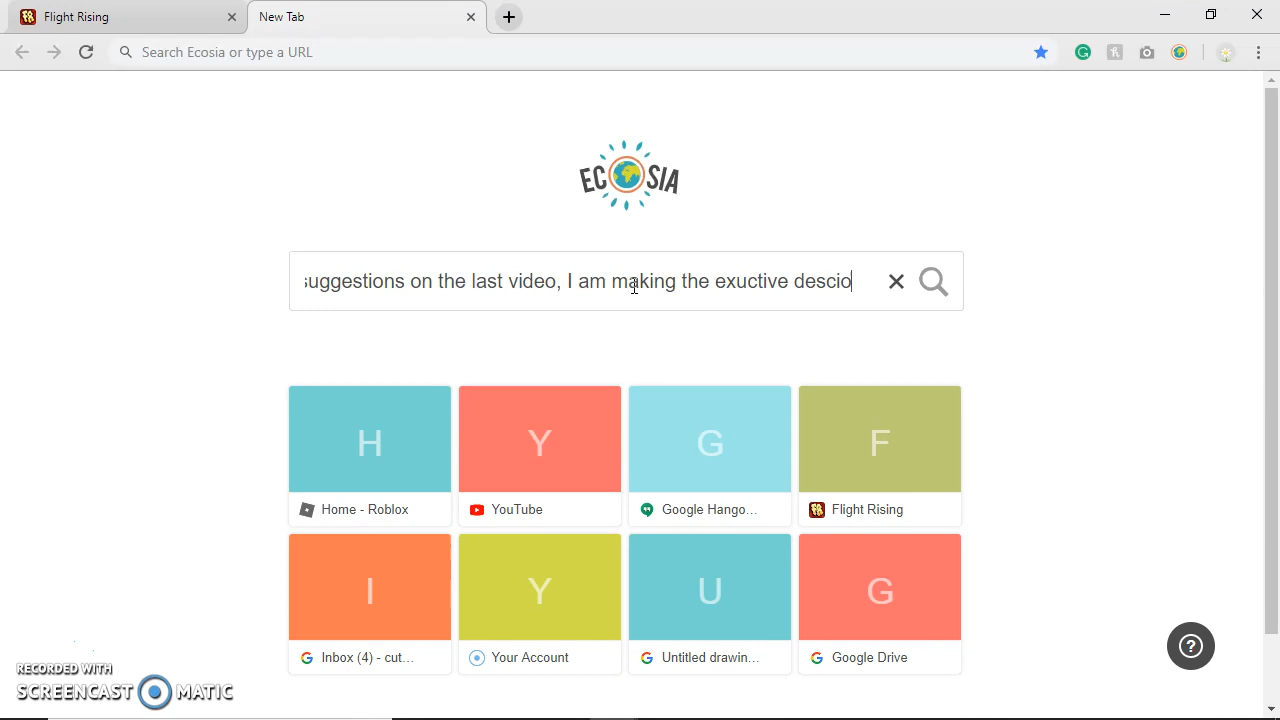 Flight Rising
New Tab
Search Ecosia or type a URL
ECOSIA
suggestions on the last video, I am making the exuctive descio
H
Y
G
F
Home - Roblox
YouTube
Google Hango...
Flight Rising
I
Y
U
G
Inbox (4) - cut...
Your Account
Untitled drawin...
Google Drive
RECORDED WITH
SCREENCAST MATIC